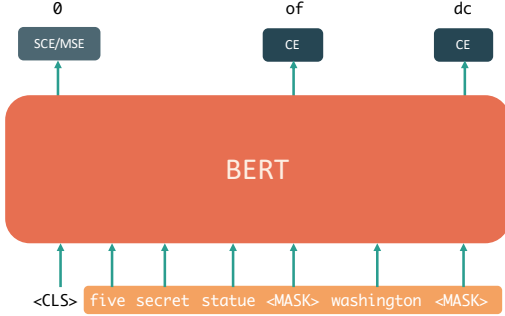 0 of dc
SCE/MSE CE CE
BERT
<CLS> five secret statue <MASK> washington <MASK>